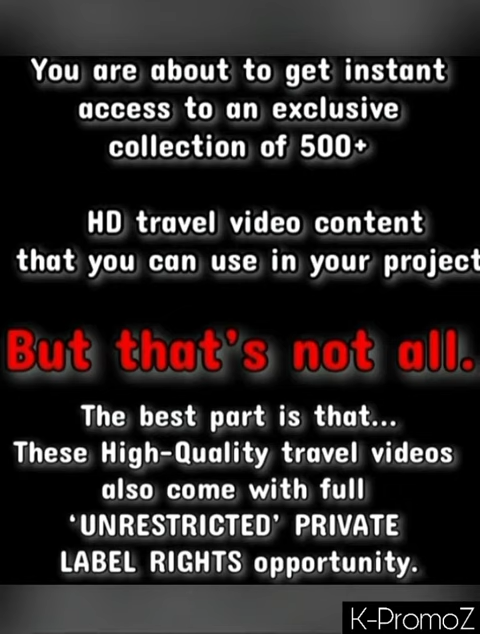 You are about to get instant
access to an exclusive
collection of 500+
HD travel video content
that you can use in your project
But that's not all.
The best part is that...
These High-Quality travel videos
also come with full
‘UNRESTRICTED’ PRIVATE
LABEL RIGHTS opportunity.
K-PromoZ